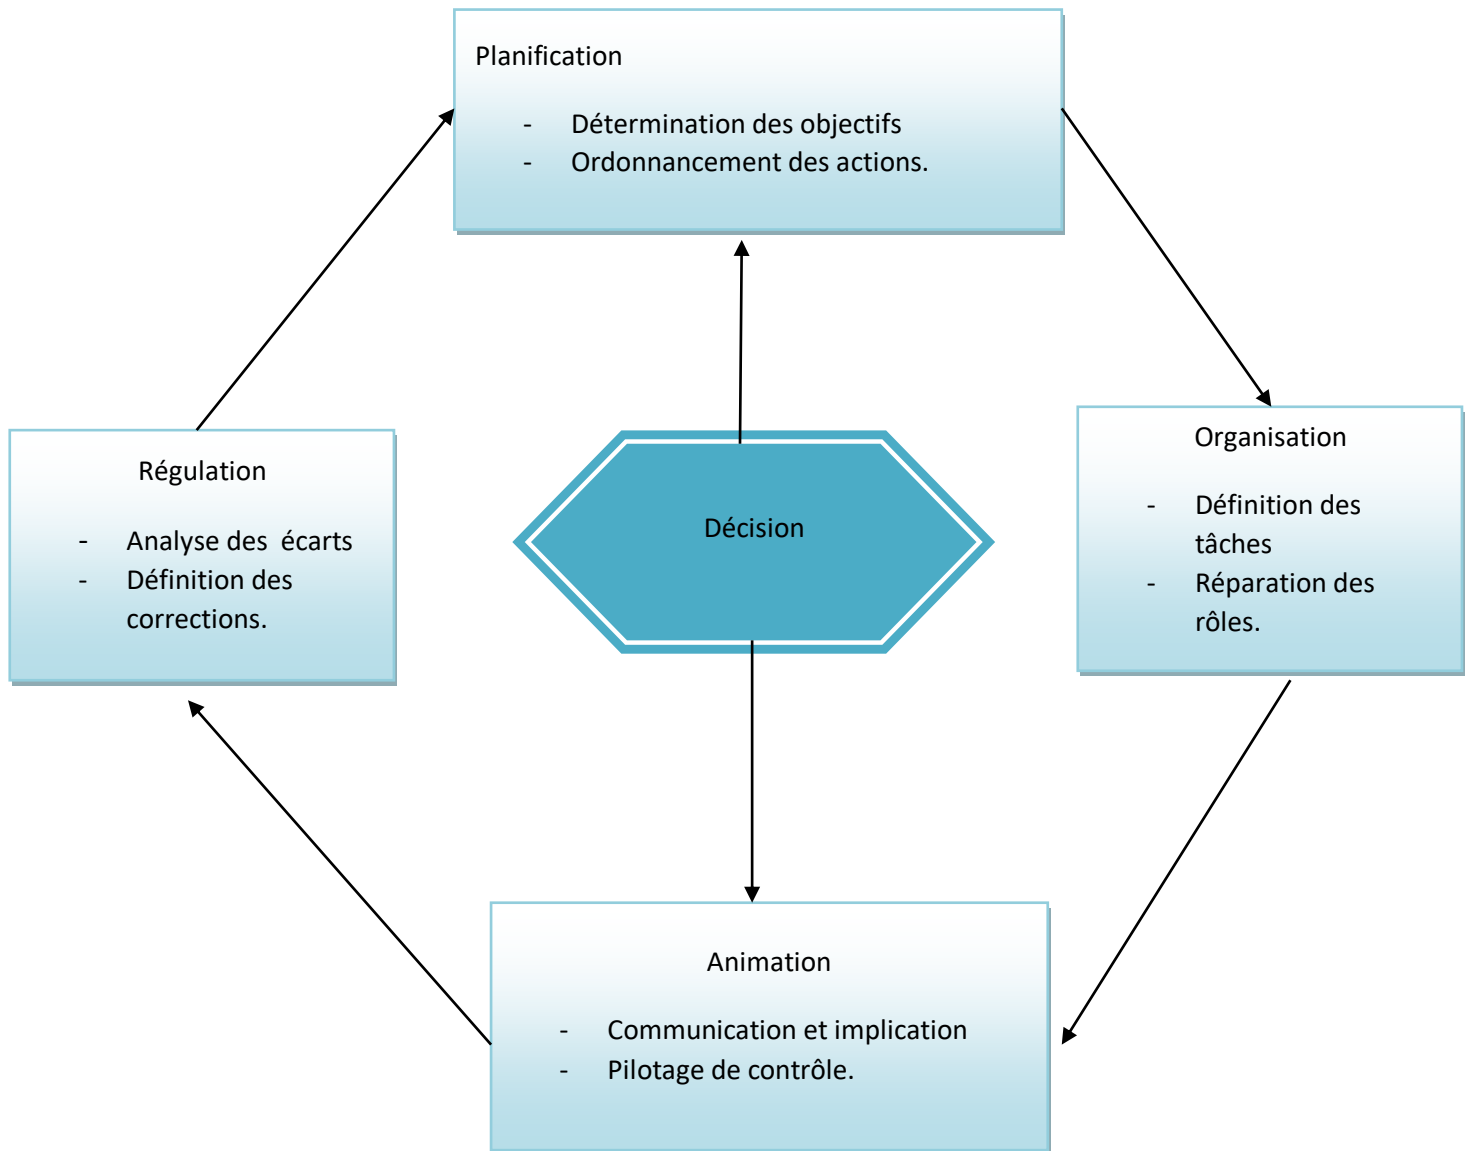 Planification
- Détermination des objectifs
- Ordonnancement des actions.
Régulation
- Analyse des écarts
- Définition des
corrections.
Décision
Organisation
- Définition des
tâches
- Réparation des
rôles.
Animation
- Communication et implication
- Pilotage de contrôle.